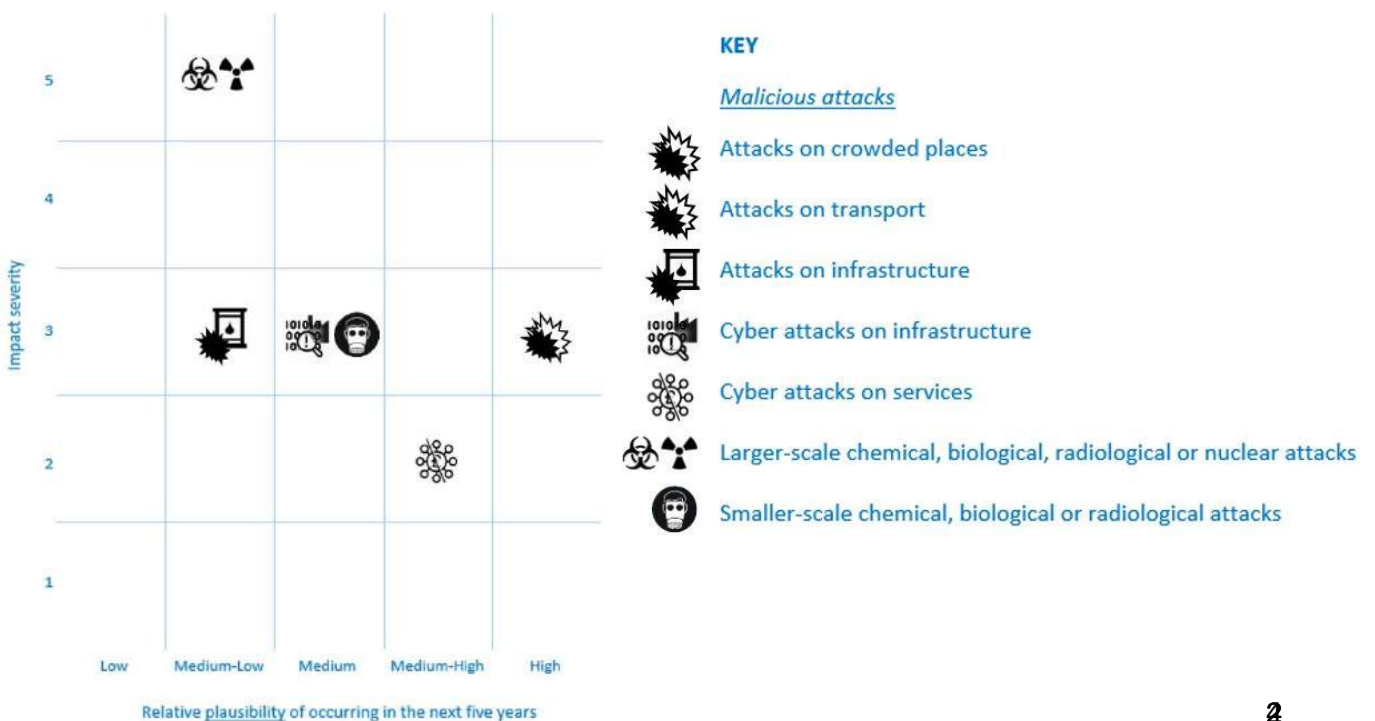 KEY
Malicious attacks
Attacks on crowded places
Attacks on transport
Attacks on infrastructure
Cyber attacks on infrastructure
Cyber attacks on services
Larger-scale chemical, biological, radiological or nuclear attacks
Smaller-scale chemical, biological or radiological attacks
Impact severity
5
4
3
2
1
Low Medium-Low Medium Medium-High High
Relative plausibility of occurring in the next five years